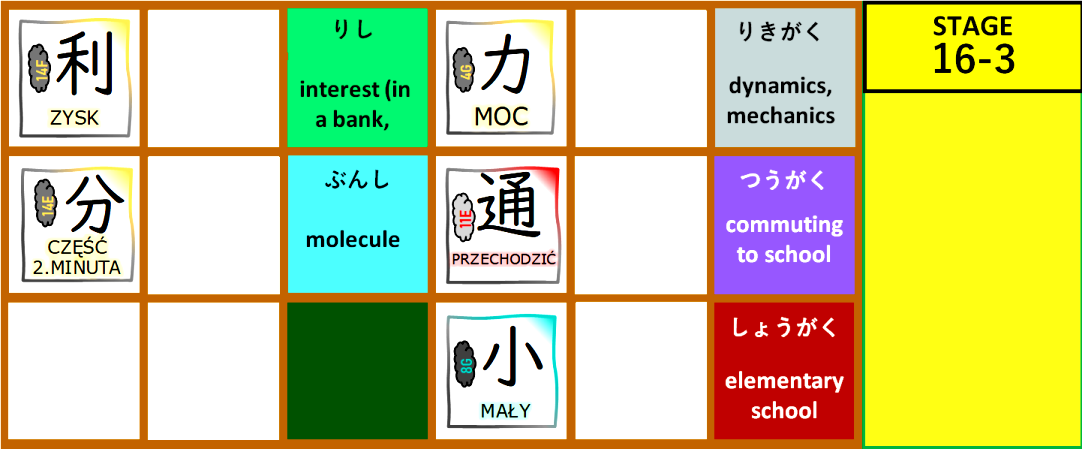 14F
利
ZYSK
りし
interest (in
a bank,
4G
力
MOC
りきがく
dynamics,
mechanics
STAGE
16-3
14E
分
CZĘŚĆ
2.MINUTA
ぶんし
molecule
11E
通
PRZECHODZIĆ
つうがく
commuting
to school
8G
小
MAŁY
しょうがく
elementary
school